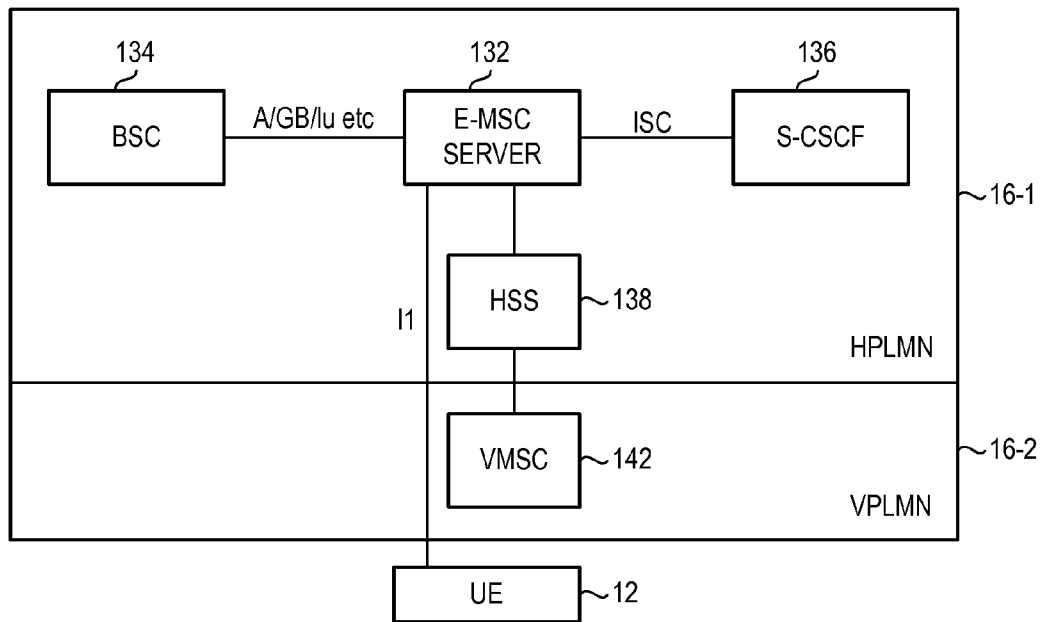 134
132
136
BSC
A/GB/Iu etc
E-MSC
SERVER
ISC
S-CSCF
16-1
HSS
138
I1
HPLMN
VMSC
142
16-2
VPLMN
UE
12